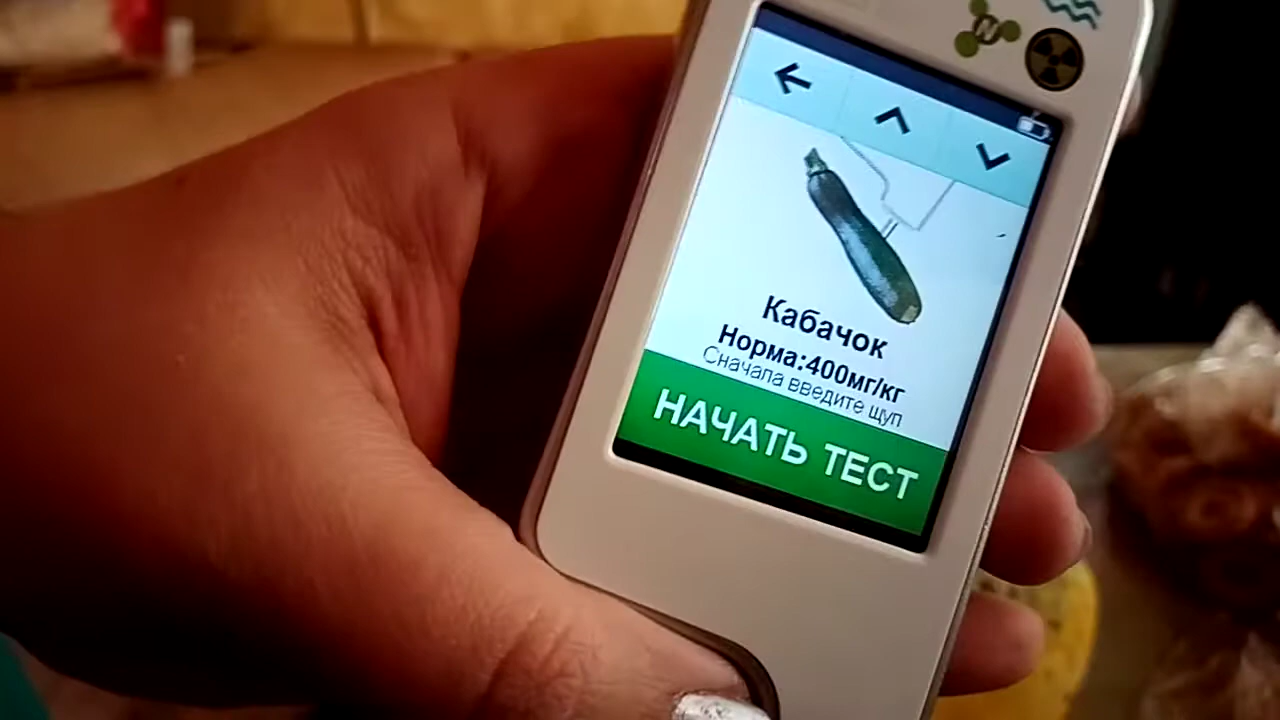 N
Кабачок
Норма:400мг/кг
Сначала введите щуп
НАЧАТЬ ТЕСТ